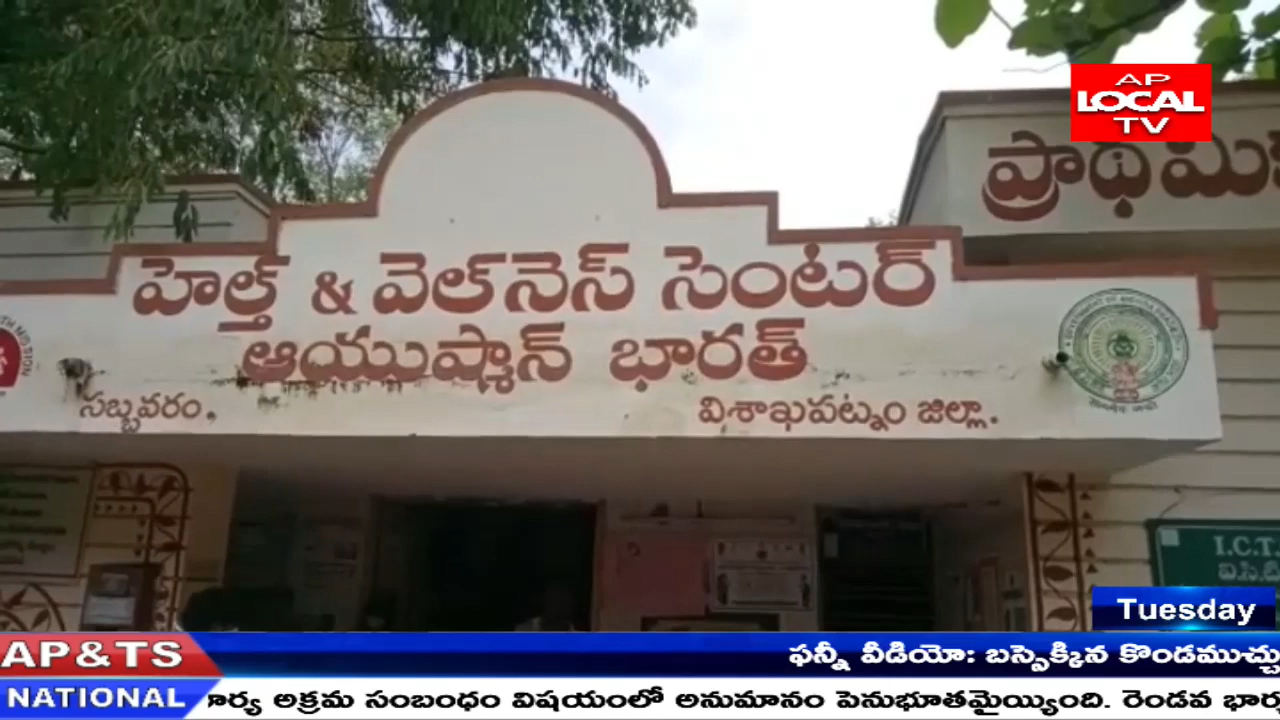 AP
LOCAL
TV
ప్రాథమిక
హెల్త్ & వెల్‌నెస్ సెంటర్
ఆయుష్మాన్ భారత్
సబ్బవరం.
విశాఖపట్నం జిల్లా.
I.C.T.
ఐ.సి.టి
Tuesday
AP&TS
NATIONAL
ఫన్నీ వీడియో: బస్సెక్కిన కొండముచ్చు
అక్రమ సంబంధం విషయంలో అనుమానం పెనుభూతమైయ్యింది. రెండవ